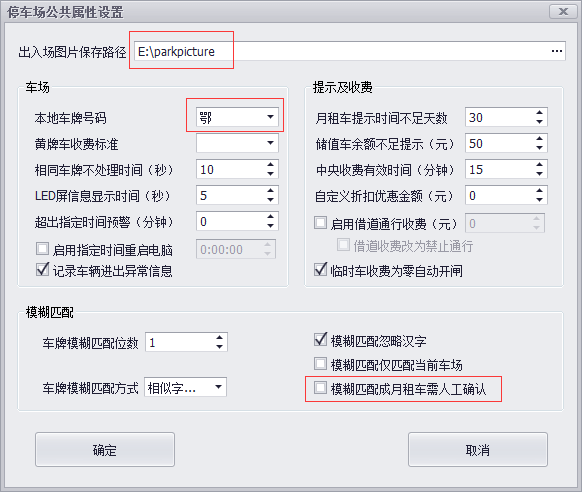 停车场公共属性设置
出入场图片保存路径 E:\parkpicture ...
车场
本地车牌号码 鄂
黄牌车收费标准
相同车牌不处理时间（秒） 10
LED屏信息显示时间（秒） 5
超出指定时间预警（分钟） 0
启用指定时间重启电脑 0:00:00
记录车辆进出异常信息
提示及收费
月租车提示时间不足天数 30
储值车余额不足提示（元） 50
中央收费有效时间（分钟） 15
自定义折扣优惠金额（元） 0
启用借道通行收费（元） 0
借道收费改为禁止通行
临时车收费为零自动开闸
模糊匹配
车牌模糊匹配位数 1
车牌模糊匹配方式 相似字...
模糊匹配忽略汉字
模糊匹配仅匹配当前车场
模糊匹配成月租车需人工确认
确定 取消